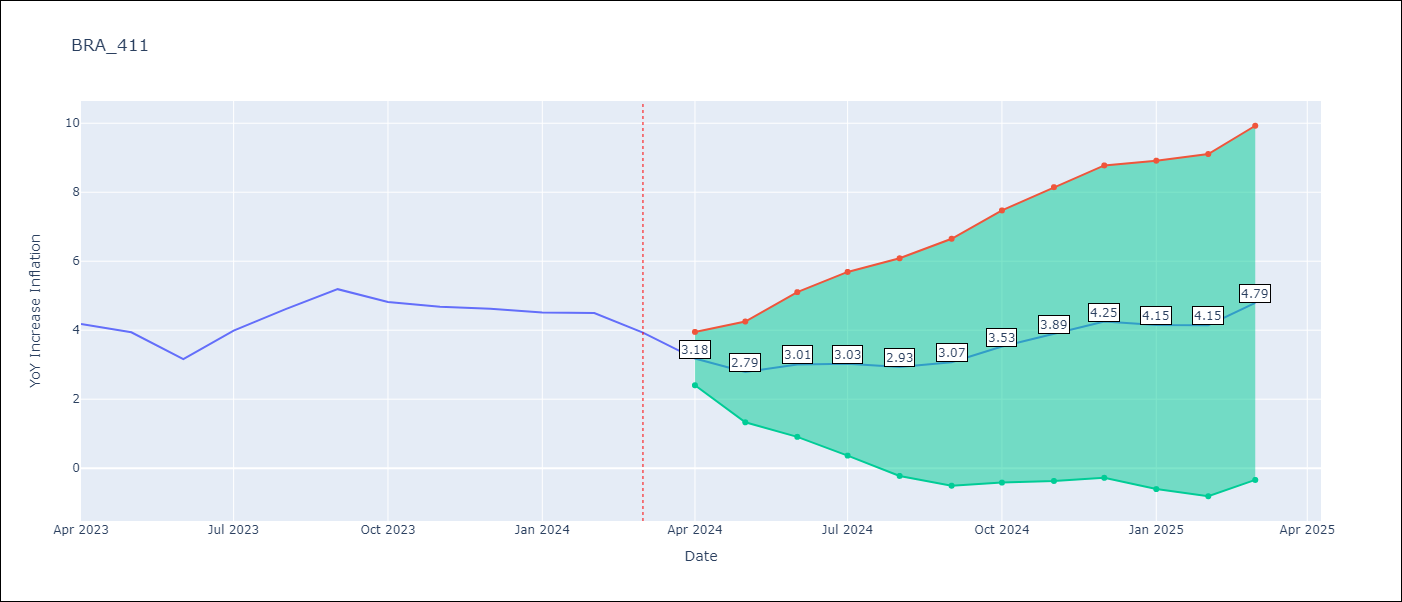 BRA_411
YoY Increase Inflation
10
8
6
4
2
0
3.18
2.79
3.01
3.03
2.93
3.07
3.53
3.89
4.25
4.15
4.15
4.79
Apr 2023
Jul 2023
Oct 2023
Jan 2024
Apr 2024
Jul 2024
Oct 2024
Jan 2025
Apr 2025
Date